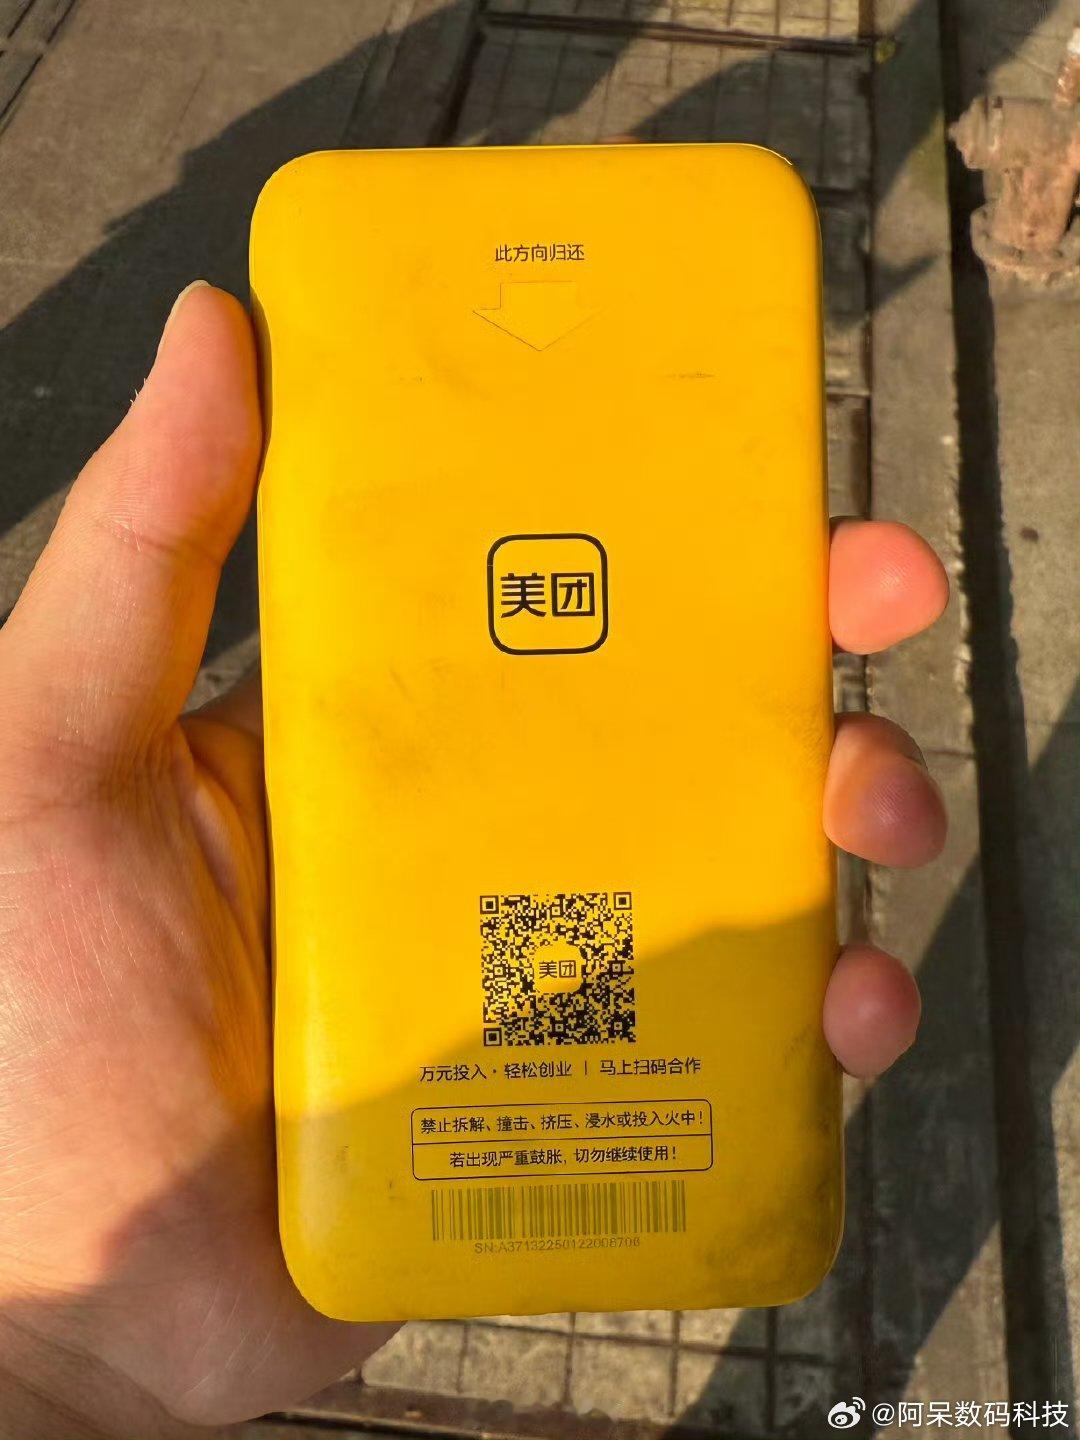 此方向归还
美团
美团
万元投入·轻松创业 | 马上扫码合作
禁止拆解、撞击、挤压、浸水或投入火中！
若出现严重鼓胀，切勿继续使用！
SN:A37132250122008706
@阿呆数码科技